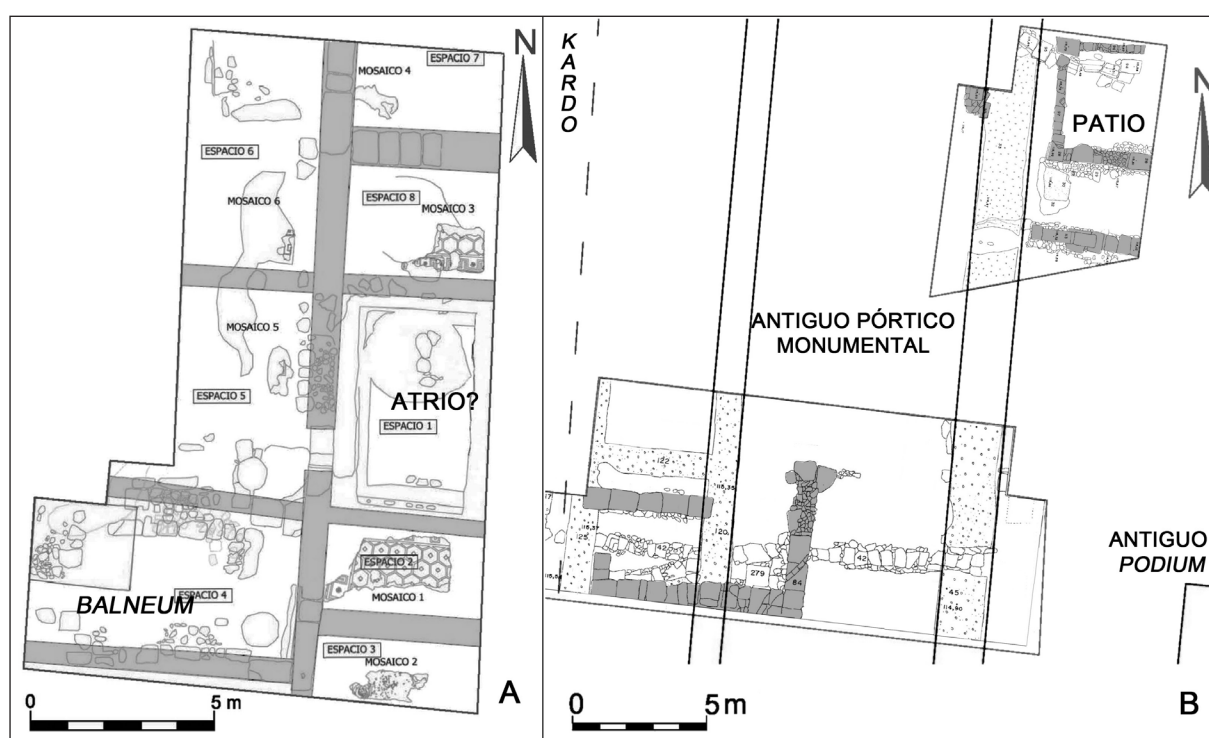 N
ESPACIO 7
MOSAICO 4
ESPACIO 6
MOSAICO 6
ESPACIO 8
MOSAICO 3
MOSAICO 5
ESPACIO 5
ATRIO?
ESPACIO 1
ESPACIO 2
MOSAICO 1
BALNEUM
ESPACIO 4
ESPACIO 3
MOSAICO 2
0
5 m
A
KARDO
N
PATIO
ANTIGUO PÓRTICO
MONUMENTAL
122
120
42
279
84
42
45
114,90
ANTIGUO
PODIUM
0
5 m
B